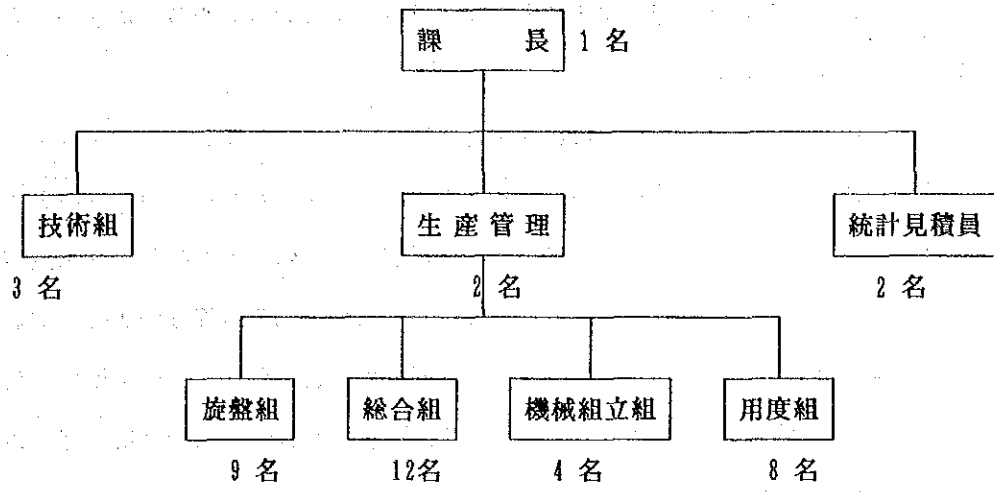 課長 1 名
技術組 生産管理 統計見積員
3 名 2 名 2 名
旋盤組 総合組 機械組立組 用度組
9 名 12名 4 名 8 名